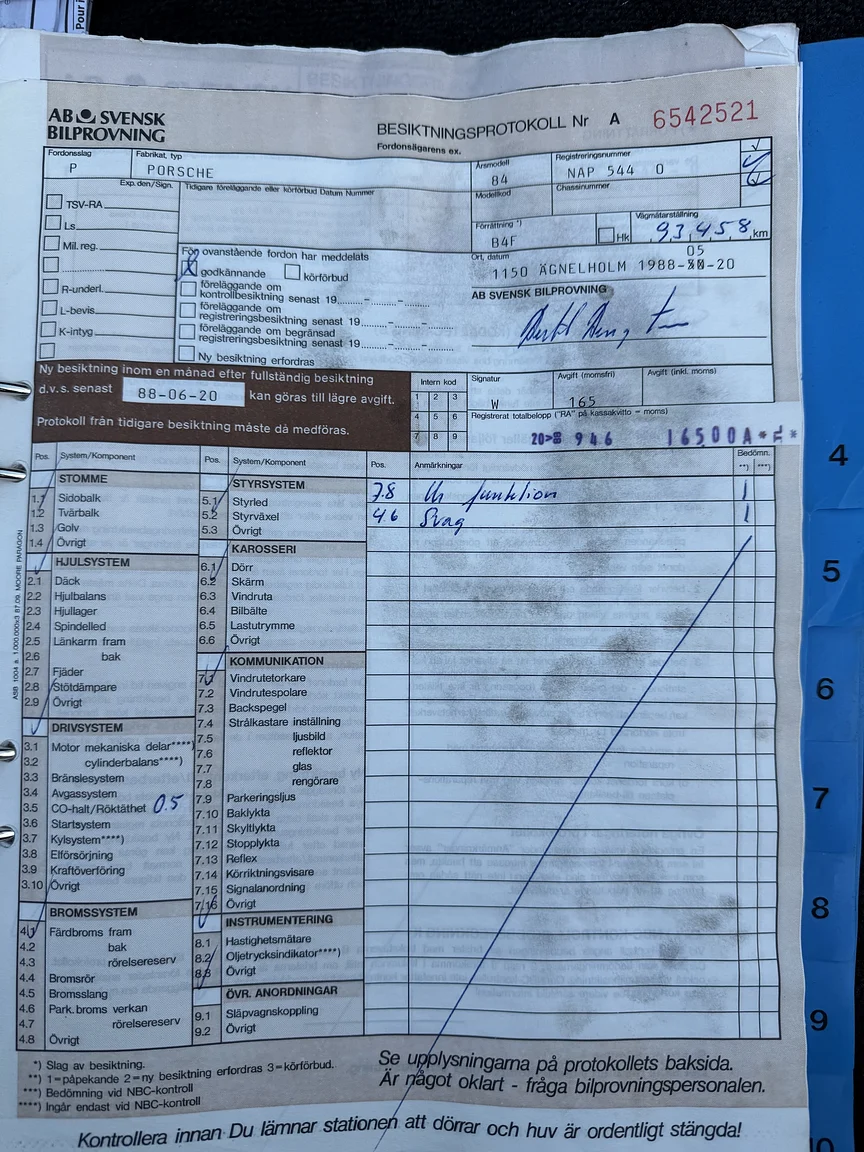 AB SVENSK
BILPROVNING
BESIKTNINGSPROTOKOLL Nr A 6542521
Fordonsägarens ex.
Fordonsslag
P
Fabrikat, typ
PORSCHE
Årsmodell
84
Registreringsnummer
NAP 544 0
Modellkod
Chassinummer
Exp. den/Sign.
Tidigare föreläggande eller körförbud Datum Nummer
TSV-RA
Ls
Mil.reg.
R-underl.
L-bevis
K-intyg
Förrättning *)
B4F
Hk
Vägmätarställning
93,458 km
För ovanstående fordon har meddelats
godkännande
körförbud
föreläggande om
kontrollbesiktning senast 19
föreläggande om
registreringsbesiktning senast 19
föreläggande om begränsad
registreringsbesiktning senast 19
Ny besiktning erfordras
Ort, datum
05
1150 ÄGNELHOLM 1988-XX-20
AB SVENSK BILPROVNING
Ny besiktning inom en månad efter fullständig besiktning
d.v.s. senast 88-06-20 kan göras till lägre avgift.
Protokoll från tidigare besiktning måste då medföras.
Intern kod
1 2 3
4 5 6
7 8 9
Signatur
W
Avgift (momsfri)
165
Avgift (inkl. moms)
Registrerat totalbelopp ("RA" på kassakvitto = moms)
946 16500A*
Pos. System/Komponent
STOMME
1.1 Sidobalk
1.2 Tvärbalk
1.3 Golv
1.4 Övrigt
HJULSYSTEM
2.1 Däck
2.2 Hjulbalans
2.3 Hjullager
2.4 Spindelled
2.5 Länkarm fram
2.6 bak
2.7 Fjäder
2.8 Stötdämpare
2.9 Övrigt
DRIVSYSTEM
3.1 Motor mekaniska delar****)
3.2 cylinderbalans****)
3.3 Bränslesystem
3.4 Avgassystem
3.5 CO-halt/Röktäthet 0.5
3.6 Startsystem
3.7 Kylsystem****)
3.8 Elförsörjning
3.9 Kraftöverföring
3.10 Övrigt
BROMSSYSTEM
4.1 Färdbroms fram
4.2 bak
4.3 rörelsereserv
4.4 Bromsrör
4.5 Bromsslang
4.6 Park.broms verkan
4.7 rörelsereserv
4.8 Övrigt
Pos. System/Komponent
STYRSYSTEM
5.1 Styrled
5.2 Styrväxel
5.3 Övrigt
KAROSSERI
6.1 Dörr
6.2 Skärm
6.3 Vindruta
6.4 Bilbälte
6.5 Lastutrymme
6.6 Övrigt
KOMMUNIKATION
7.1 Vindrutetorkare
7.2 Vindrutespolare
7.3 Backspegel
7.4 Strålkastare inställning
7.5 ljusbild
7.6 reflektor
7.7 glas
7.8 rengörare
7.9 Parkeringsljus
7.10 Baklykta
7.11 Skyltlykta
7.12 Stopplykta
7.13 Reflex
7.14 Körriktningsvisare
7.15 Signalanordning
7.16 Övrigt
INSTRUMENTERING
8.1 Hastighetsmätare
8.2 Oljetrycksindikator****)
8.3 Övrigt
ÖVR. ANORDNINGAR
9.1 Släpvagnskoppling
9.2 Övrigt
Pos. Anmärkningar Bedömn.
**) ***)
7.8 Ur funktion 1
4.6 Svag 1
*) Slag av besiktning.
**) 1=påpekande 2=ny besiktning erfordras 3=körförbud.
***) Bedömning vid NBC-kontroll
****) Ingår endast vid NBC-kontroll
Se upplysningarna på protokollets baksida.
Är något oklart - fråga bilprovningspersonalen.
Kontrollera innan Du lämnar stationen att dörrar och huv är ordentligt stängda!
ASB 1004 a 1.000.000x3 87.09 MOORE PARAGON
4
5
6
7
8
9
10